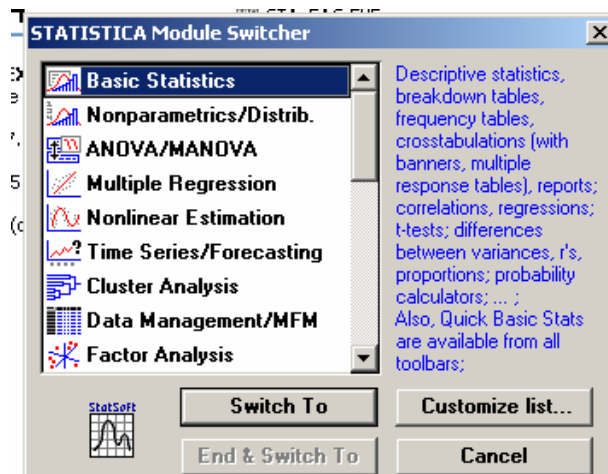 STATISTICA Module Switcher
Basic Statistics
Nonparametrics/Distrib.
ANOVA/MANOVA
Multiple Regression
Nonlinear Estimation
Time Series/Forecasting
Cluster Analysis
Data Management/MFM
Factor Analysis
Descriptive statistics,
breakdown tables,
frequency tables,
crosstabulations (with
banners, multiple
response tables), reports;
correlations, regressions;
t-tests; differences
between variances, r's,
proportions; probability
calculators; ... ;
Also, Quick Basic Stats
are available from all
toolbars;
StatSoft
Switch To
Customize list...
End & Switch To
Cancel